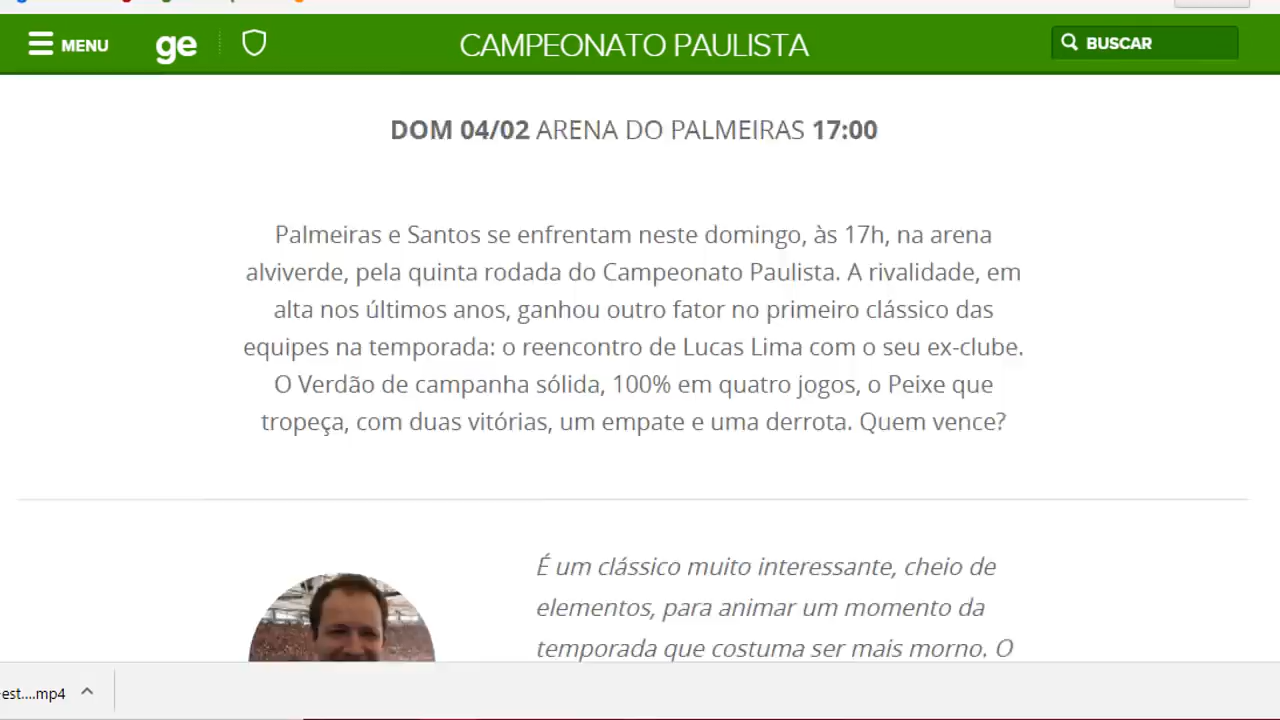 MENU ge CAMPEONATO PAULISTA BUSCAR
DOM 04/02 ARENA DO PALMEIRAS 17:00
Palmeiras e Santos se enfrentam neste domingo, às 17h, na arena
alviverde, pela quinta rodada do Campeonato Paulista. A rivalidade, em
alta nos últimos anos, ganhou outro fator no primeiro clássico das
equipes na temporada: o reencontro de Lucas Lima com o seu ex-clube.
O Verdão de campanha sólida, 100% em quatro jogos, o Peixe que
tropeça, com duas vitórias, um empate e uma derrota. Quem vence?
É um clássico muito interessante, cheio de
elementos, para animar um momento da
temporada que costuma ser mais morno. O
est....mp4